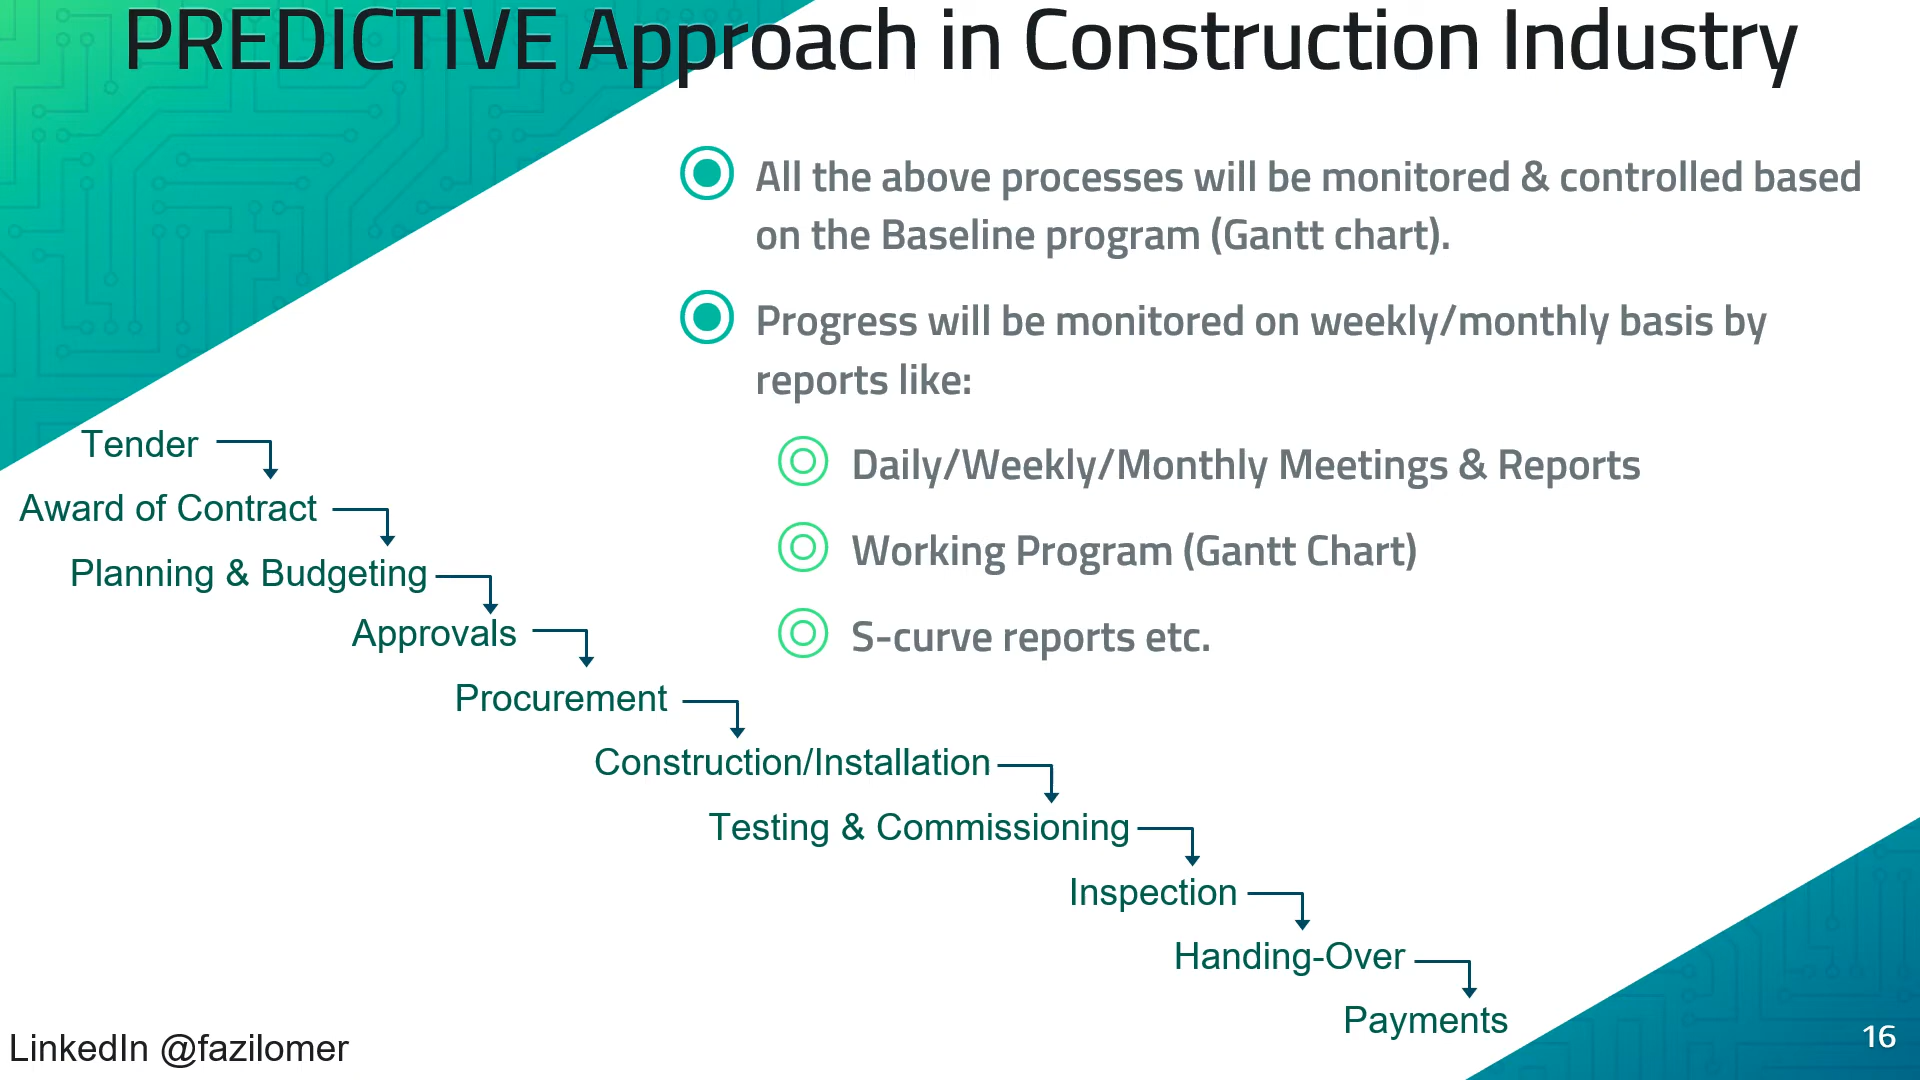 PREDICTIVE Approach in Construction Industry
All the above processes will be monitored & controlled based
on the Baseline program (Gantt chart).
Progress will be monitored on weekly/monthly basis by
reports like:
Daily/Weekly/Monthly Meetings & Reports
Working Program (Gantt Chart)
S-curve reports etc.
Tender
Award of Contract
Planning & Budgeting
Approvals
Procurement
Construction/Installation
Testing & Commissioning
Inspection
Handing-Over
Payments
LinkedIn @fazilomer
16